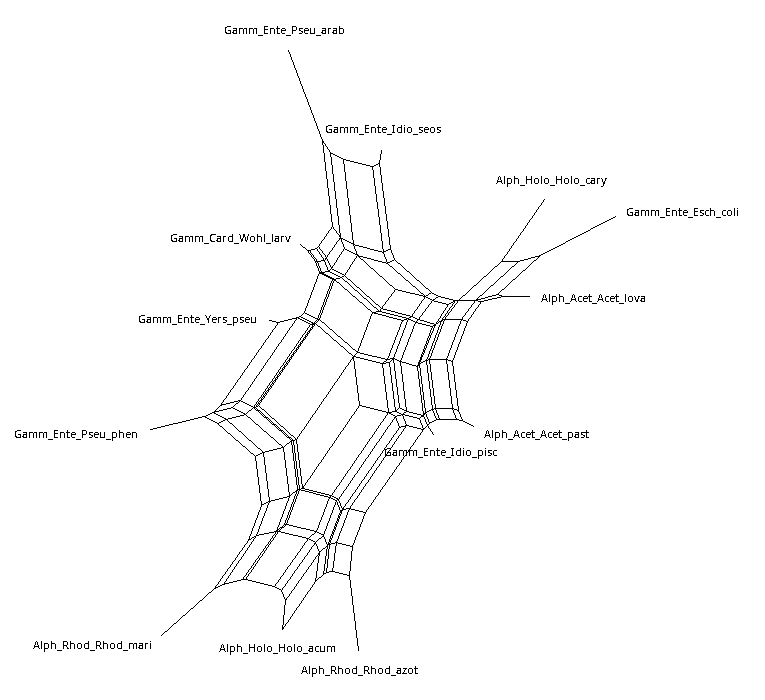 Gamm_Ente_Pseu_arab
Gamm_Ente_Idio_seos
Alph_Holo_Holo_cary
Gamm_Ente_Esch_coli
Gamm_Card_Wohl_larv
Alph_Acet_Acet_lova
Gamm_Ente_Yers_pseu
Gamm_Ente_Pseu_phen
Alph_Acet_Acet_past
Gamm_Ente_Idio_pisc
Alph_Rhod_Rhod_mari
Alph_Holo_Holo_acum
Alph_Rhod_Rhod_azot